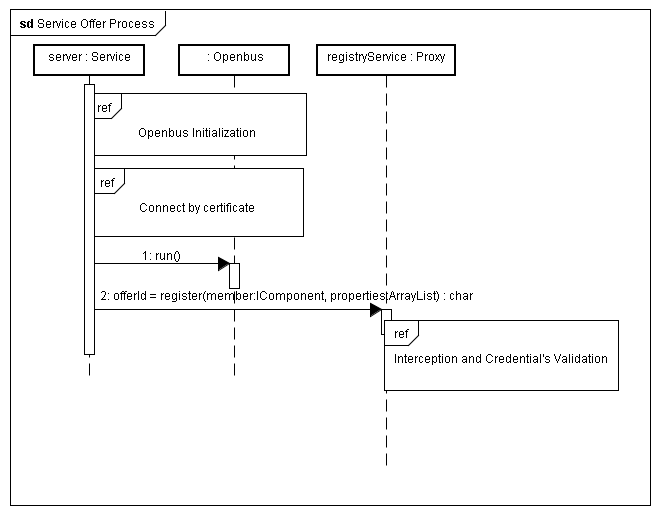 sd Service Offer Process
server : Service
: Openbus
registryService : Proxy
ref
Openbus Initialization
ref
Connect by certificate
1: run()
2: offerId = register(member:IComponent, properties:ArrayList) : char
ref
Interception and Credential's Validation